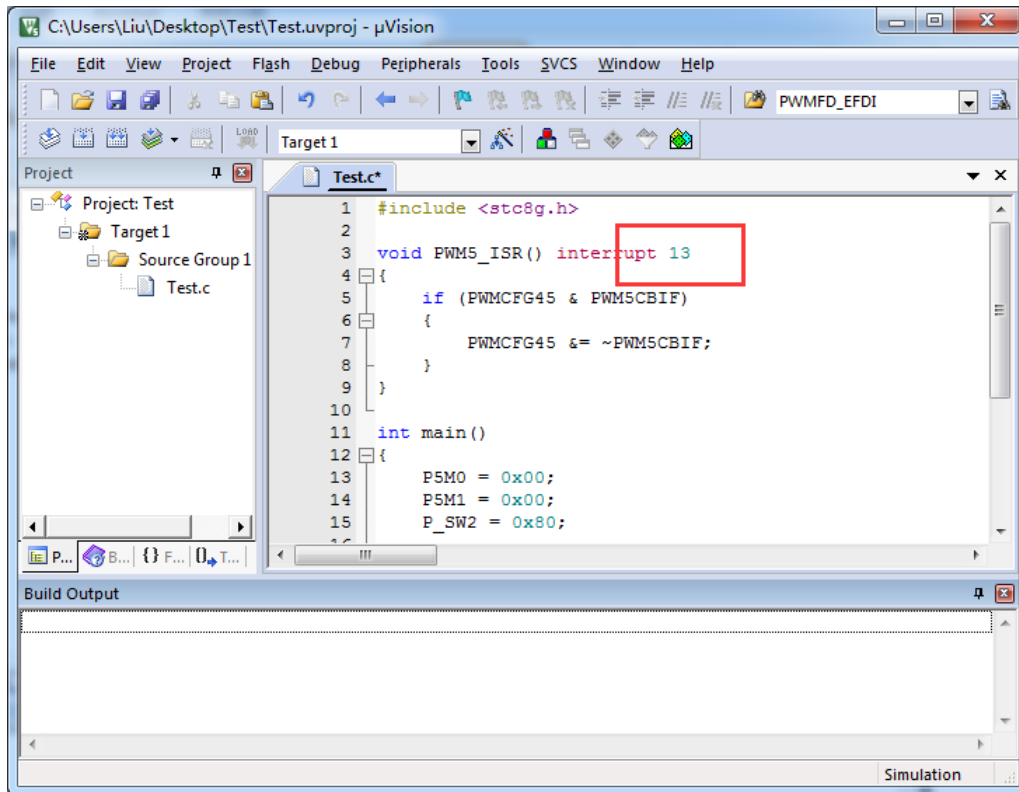 C:\Users\Liu\Desktop\Test\Test.uvproj - µVision
File Edit View Project Flash Debug Peripherals Tools SVCS Window Help
PWMFD_EFDI
LOAD Target 1
Project
Test.c*
Project: Test
Target 1
Source Group 1
Test.c
1 #include <stc8g.h>
2
3 void PWM5_ISR() interrupt 13
4 {
5 if (PWMCFG45 & PWM5CBIF)
6 {
7 PWMCFG45 &= ~PWM5CBIF;
8 }
9 }
10
11 int main()
12 {
13 P5M0 = 0x00;
14 P5M1 = 0x00;
15 P_SW2 = 0x80;
P... B... {} F... 0 T...
Build Output
Simulation